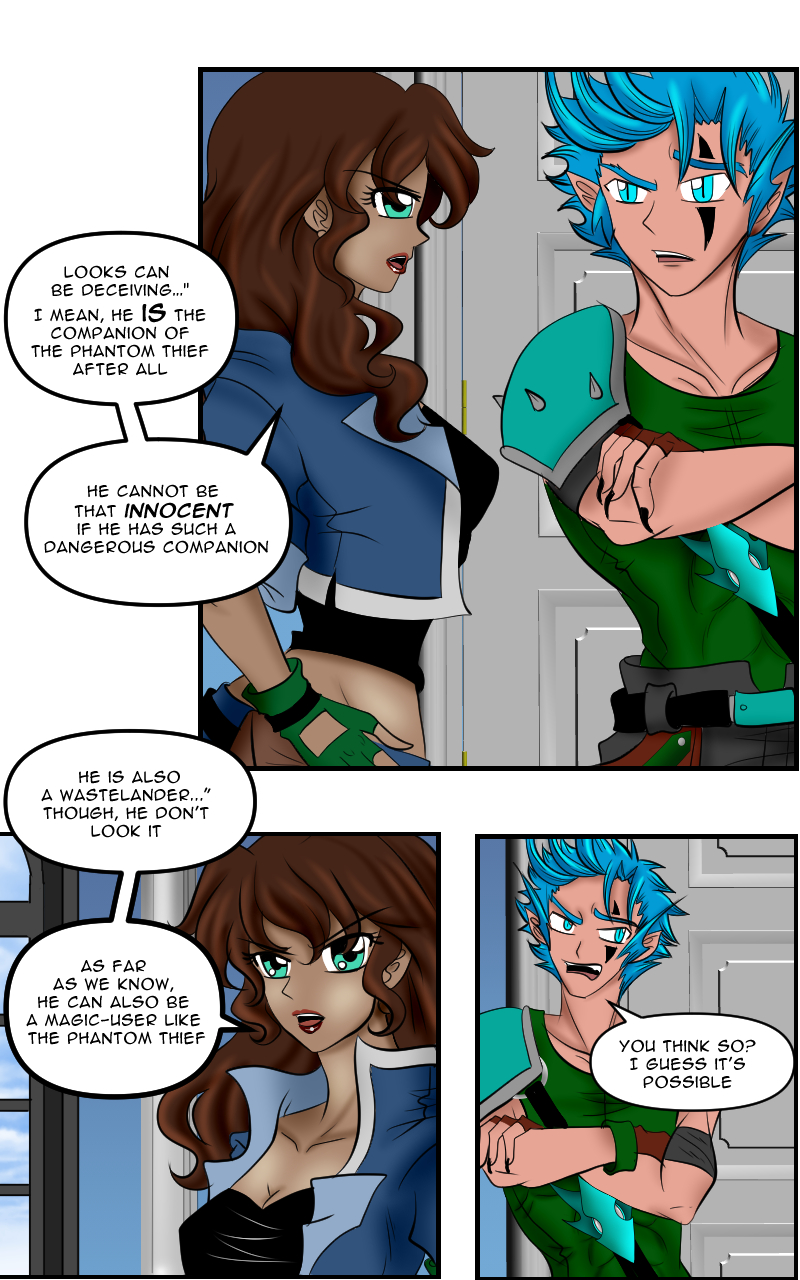 LOOKS CAN
BE DECEIVING..."
I MEAN, HE IS THE
COMPANION OF
THE PHANTOM THIEF
AFTER ALL
HE CANNOT BE
THAT INNOCENT
IF HE HAS SUCH A
DANGEROUS COMPANION
HE IS ALSO
A WASTELANDER..."
THOUGH, HE DON'T
LOOK IT
AS FAR
AS WE KNOW,
HE CAN ALSO BE
A MAGIC-USER LIKE
THE PHANTOM THIEF
YOU THINK SO?
I GUESS IT'S
POSSIBLE